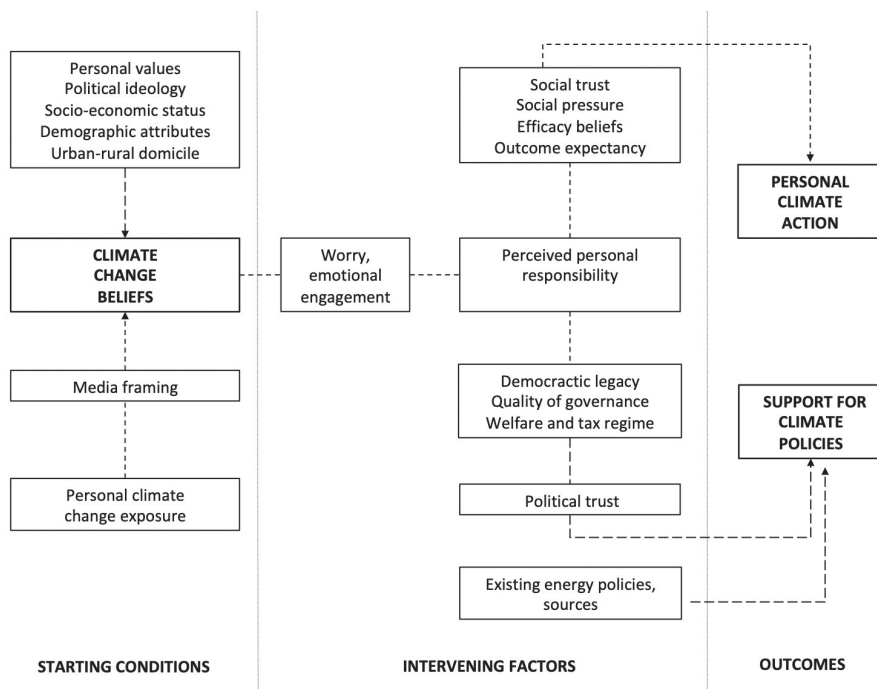 Personal values
Political ideology
Socio-economic status
Demographic attributes
Urban-rural domicile
CLIMATE
CHANGE
BELIEFS
Media framing
Personal climate
change exposure
STARTING CONDITIONS
Worry,
emotional
engagement
Social trust
Social pressure
Efficacy beliefs
Outcome expectancy
Perceived personal
responsibility
Democractic legacy
Quality of governance
Welfare and tax regime
Political trust
Existing energy policies,
sources
INTERVENING FACTORS
PERSONAL
CLIMATE
ACTION
SUPPORT FOR
CLIMATE
POLICIES
OUTCOMES